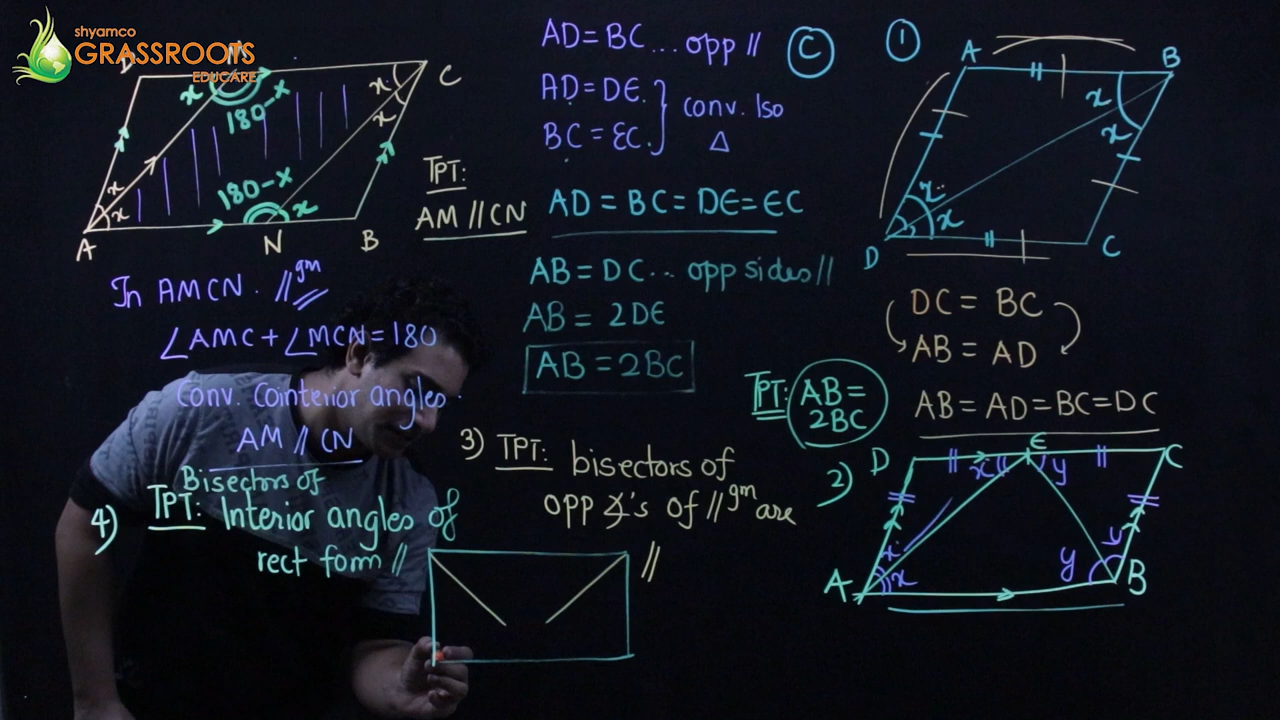 shyamco
GRASSROOTS
EDUCARE
D M C
x 180-x x
x
x
x
180-x x
A N B
TPT:
AM // CN
In AMCN. //gm
∠AMC + ∠MCN = 180
Conv. Cointerior angles.
AM // CN
AD = BC ... opp //
AD = DE.
BC = EC.
conv. Iso
△
AD = BC = DE = EC
AB = DC .. opp sides //
AB = 2DE
AB = 2BC
C
1
A B
x
x
x
x
D C
DC = BC
AB = AD
AB = AD = BC = DC
TPT: AB =
2BC
2)
D E C
x y
x y
x y
A B
3) TPT: bisectors of
opp ∡'s of //gm are
//
4) TPT: Bisectors of
Interior angles of
rect form //